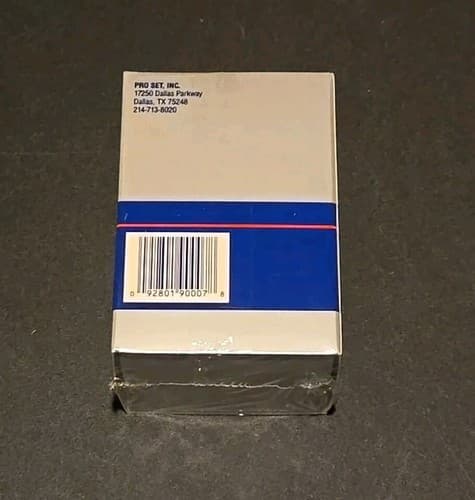 PRO SET, INC.
17250 Dallas Parkway
Dallas, TX 75248
214-713-8020
0 92801 90007 8